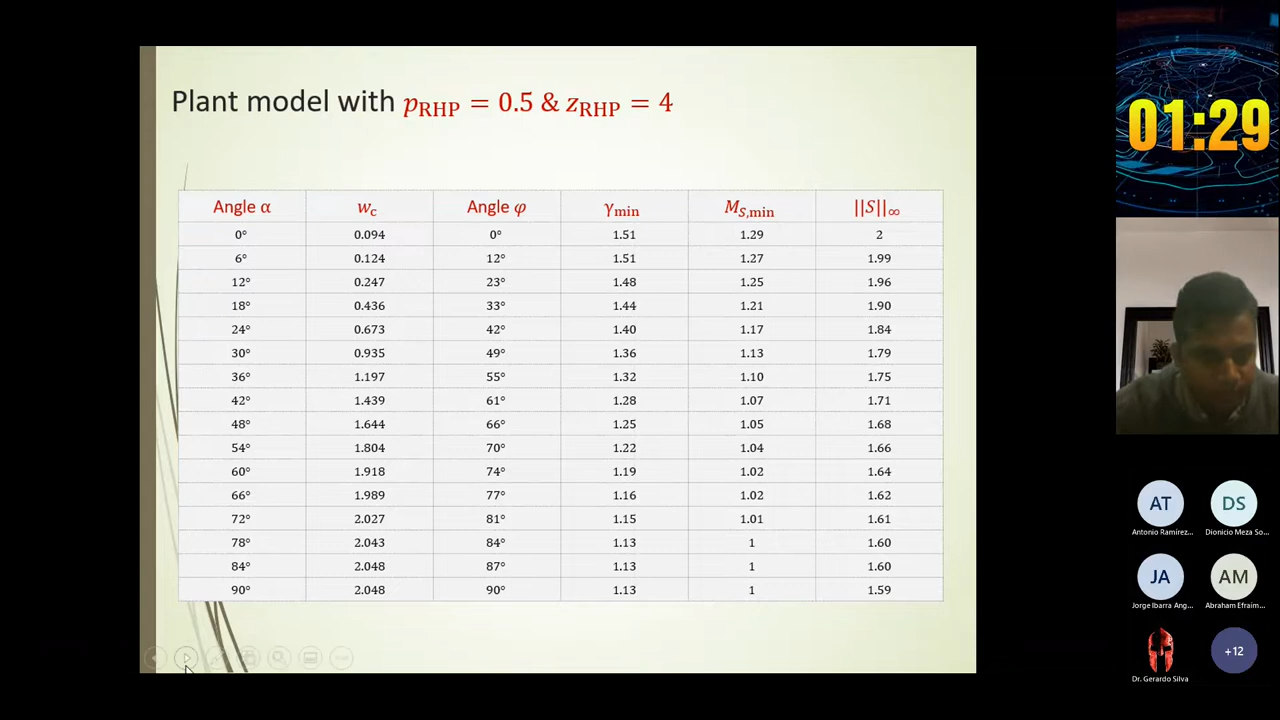 Plant model with p_RHP = 0.5 & z_RHP = 4
01:29
Angle α w_c Angle φ γ_min M_S,min ||S||_∞
0° 0.094 0° 1.51 1.29 2
6° 0.124 12° 1.51 1.27 1.99
12° 0.247 23° 1.48 1.25 1.96
18° 0.436 33° 1.44 1.21 1.90
24° 0.673 42° 1.40 1.17 1.84
30° 0.935 49° 1.36 1.13 1.79
36° 1.197 55° 1.32 1.10 1.75
42° 1.439 61° 1.28 1.07 1.71
48° 1.644 66° 1.25 1.05 1.68
54° 1.804 70° 1.22 1.04 1.66
60° 1.918 74° 1.19 1.02 1.64
66° 1.989 77° 1.16 1.02 1.62
72° 2.027 81° 1.15 1.01 1.61
78° 2.043 84° 1.13 1 1.60
84° 2.048 87° 1.13 1 1.60
90° 2.048 90° 1.13 1 1.59
AT DS
Antonio Ramírez... Dionicio Meza So...
JA AM
Jorge Ibarra Ang... Abraham Efraim...
+12
Dr. Gerardo Silva